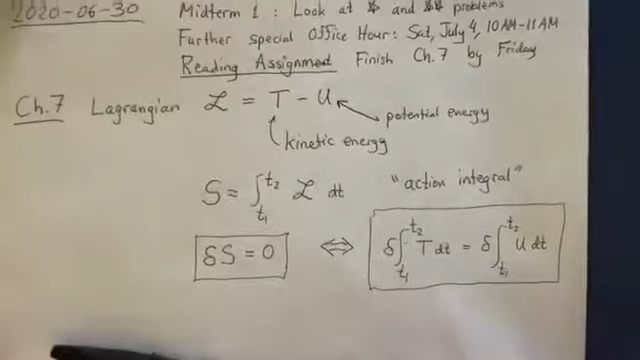 2020-06-30
Midterm 1 : Look at * and ** problems
Further special Office Hour: Sat, July 4, 10AM-11AM
Reading Assignment Finish Ch.7 by Friday
Ch.7 Lagrangian ℒ = T - U
potential energy
kinetic energy
S = ∫_{t₁}^{t₂} ℒ dt "action integral"
δS = 0 ⇔ δ∫_{t₁}^{t₂} T dt = δ∫_{t₁}^{t₂} U dt